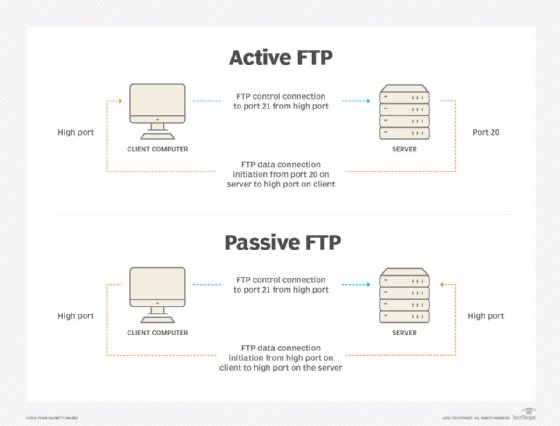 Active FTP
FTP control connection
to port 21 from high port
High port
Port 20
CLIENT COMPUTER
SERVER
FTP data connection
initiation from port 20 on
server to high port on client
Passive FTP
FTP control connection
to port 21 from high port
High port
High port
CLIENT COMPUTER
SERVER
FTP data connection
initiation from high port on
client to high port on the server
TechTarget